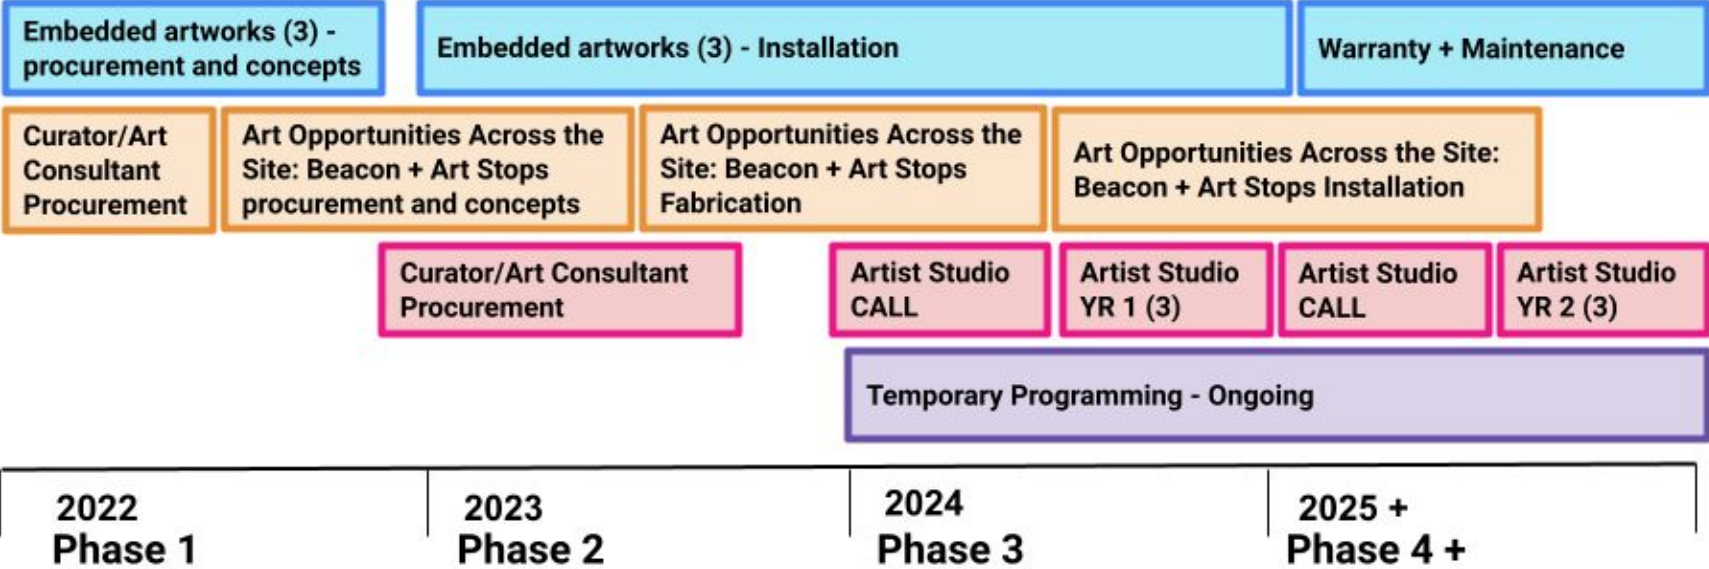 Embedded artworks (3) -
procurement and concepts
Embedded artworks (3) - Installation
Warranty + Maintenance
Curator/Art
Consultant
Procurement
Art Opportunities Across the
Site: Beacon + Art Stops
procurement and concepts
Art Opportunities Across the
Site: Beacon + Art Stops
Fabrication
Art Opportunities Across the Site:
Beacon + Art Stops Installation
Curator/Art Consultant
Procurement
Artist Studio
CALL
Artist Studio
YR 1 (3)
Artist Studio
CALL
Artist Studio
YR 2 (3)
Temporary Programming - Ongoing
2022
Phase 1
2023
Phase 2
2024
Phase 3
2025 +
Phase 4 +